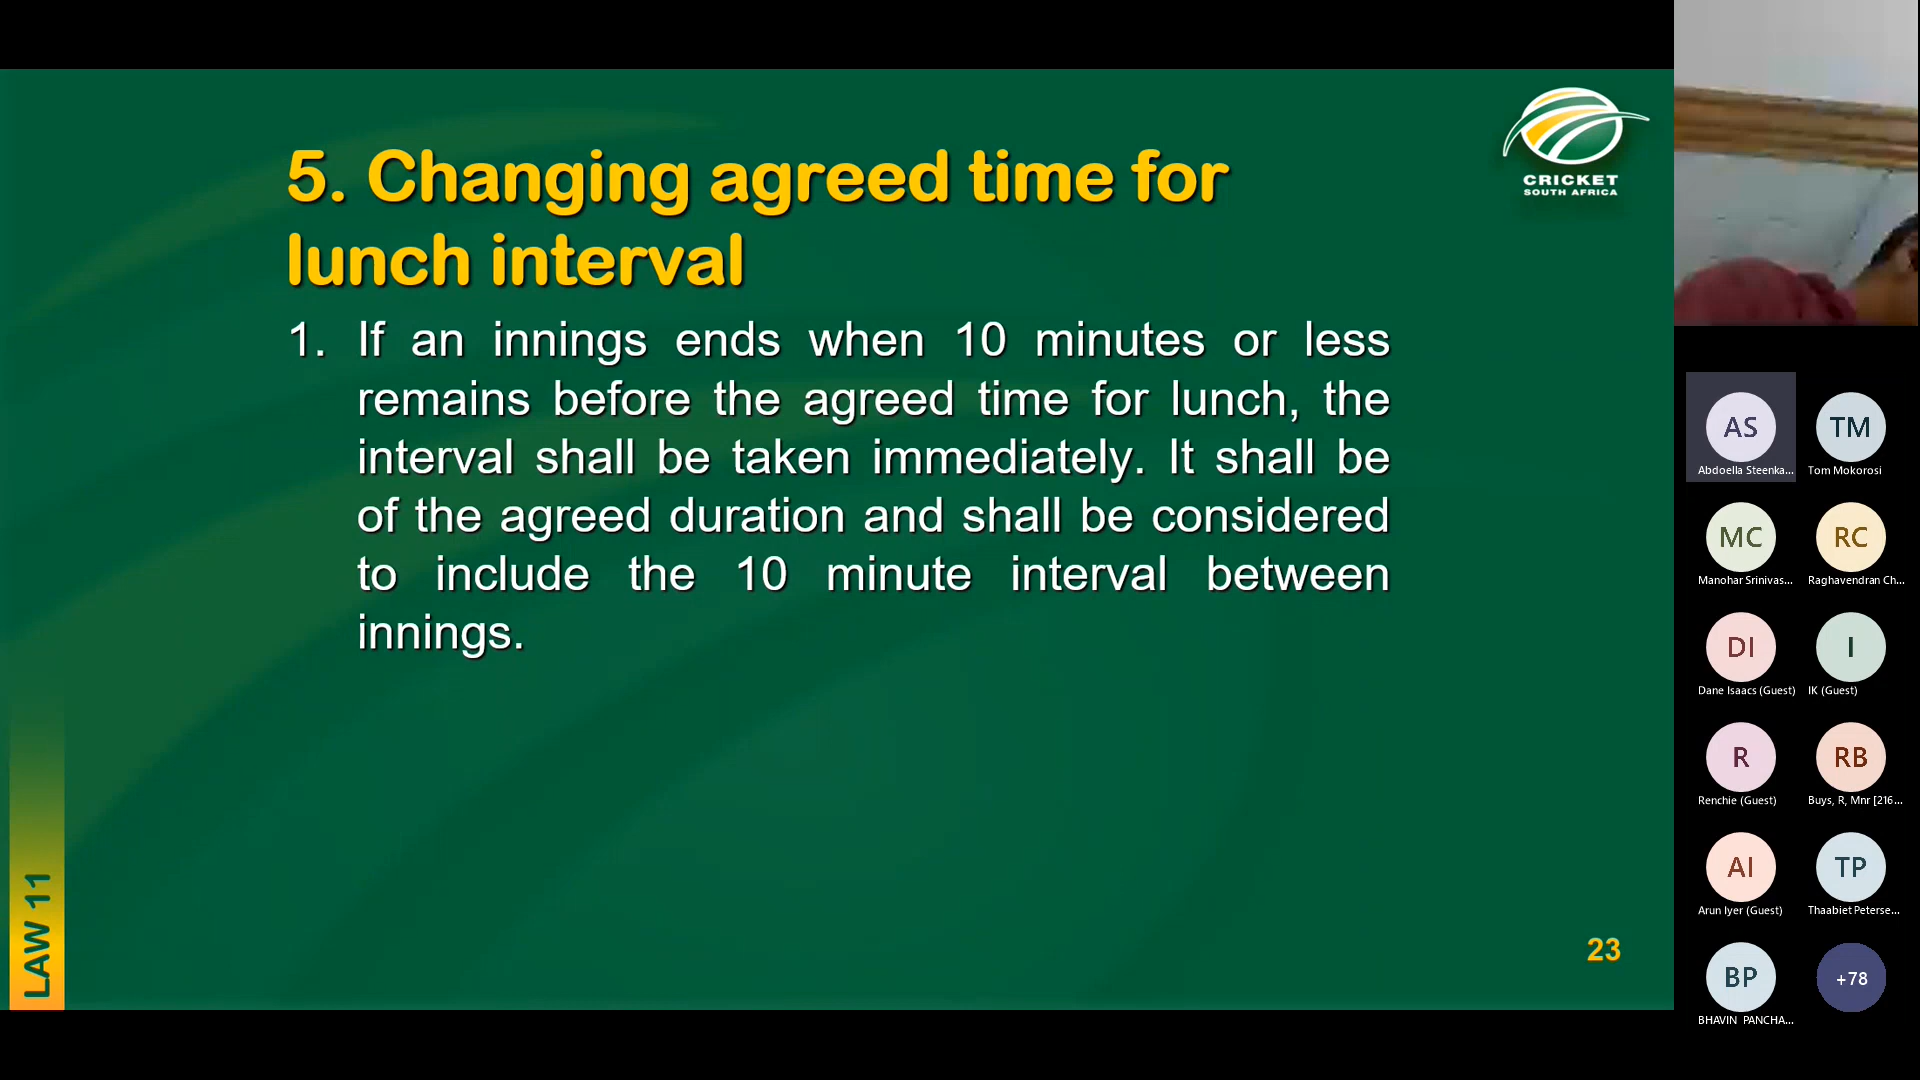 CRICKET
SOUTH AFRICA
5. Changing agreed time for
lunch interval
1. If an innings ends when 10 minutes or less
remains before the agreed time for lunch, the
interval shall be taken immediately. It shall be
of the agreed duration and shall be considered
to include the 10 minute interval between
innings.
LAW 11
23
AS
Abdoella Steenka...
TM
Tom Mokorosi
MC
Manohar Srinivas...
RC
Raghavendran Ch...
DI
Dane Isaacs (Guest)
I
IK (Guest)
R
Renchie (Guest)
RB
Buys, R, Mnr [216...
AI
Arun Iyer (Guest)
TP
Thaabiet Peterse...
BP
BHAVIN PANCHA...
+78